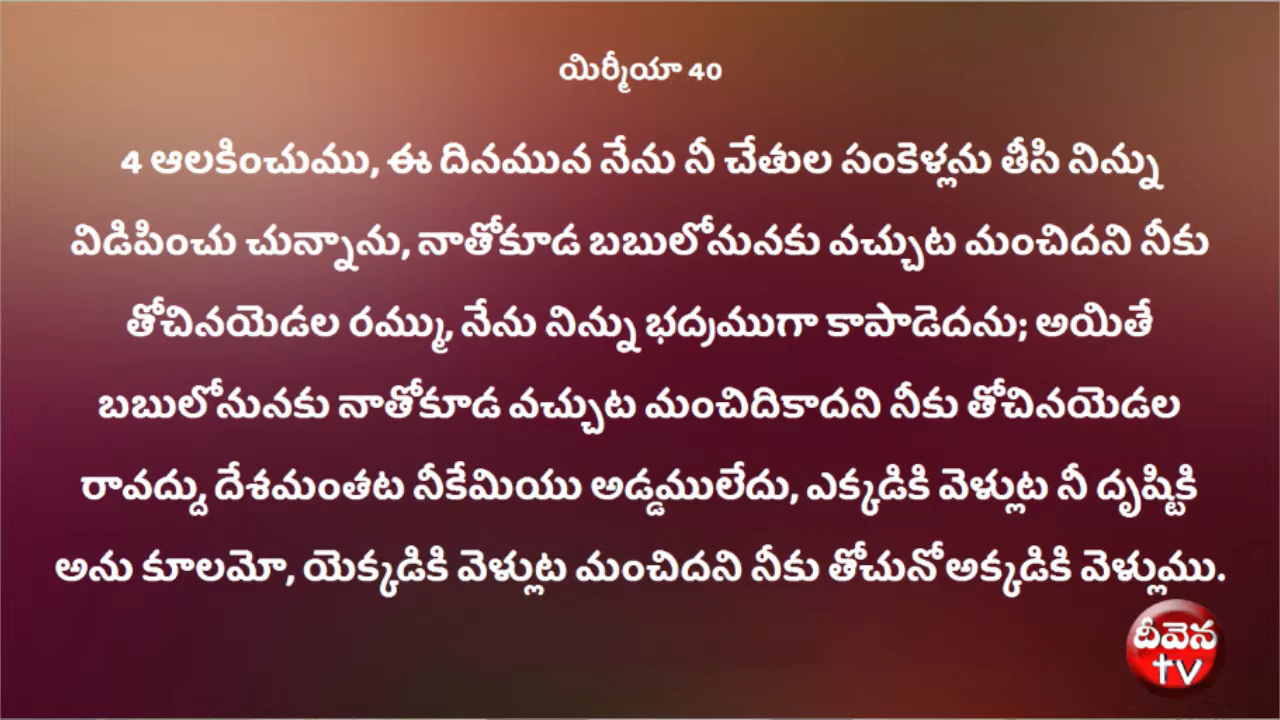 యిర్మీయా 40
4 ఆలకించుము, ఈ దినమున నేను నీ చేతుల సంకెళ్లను తీసి నిన్ను
విడిపించు చున్నాను, నాతోకూడ బబులోనునకు వచ్చుట మంచిదని నీకు
తోచినయెడల రమ్ము, నేను నిన్ను భద్రముగా కాపాడెదను; అయితే
బబులోనునకు నాతోకూడ వచ్చుట మంచిదికాదని నీకు తోచినయెడల
రావద్దు దేశమంతట నీకేమియు అడ్డములేదు, ఎక్కడికి వెళ్లుట నీ దృష్టికి
అను కూలమో, యెక్కడికి వెళ్లుట మంచిదని నీకు తోచునోఅక్కడికి వెళ్లుము.
దీవెన
tv